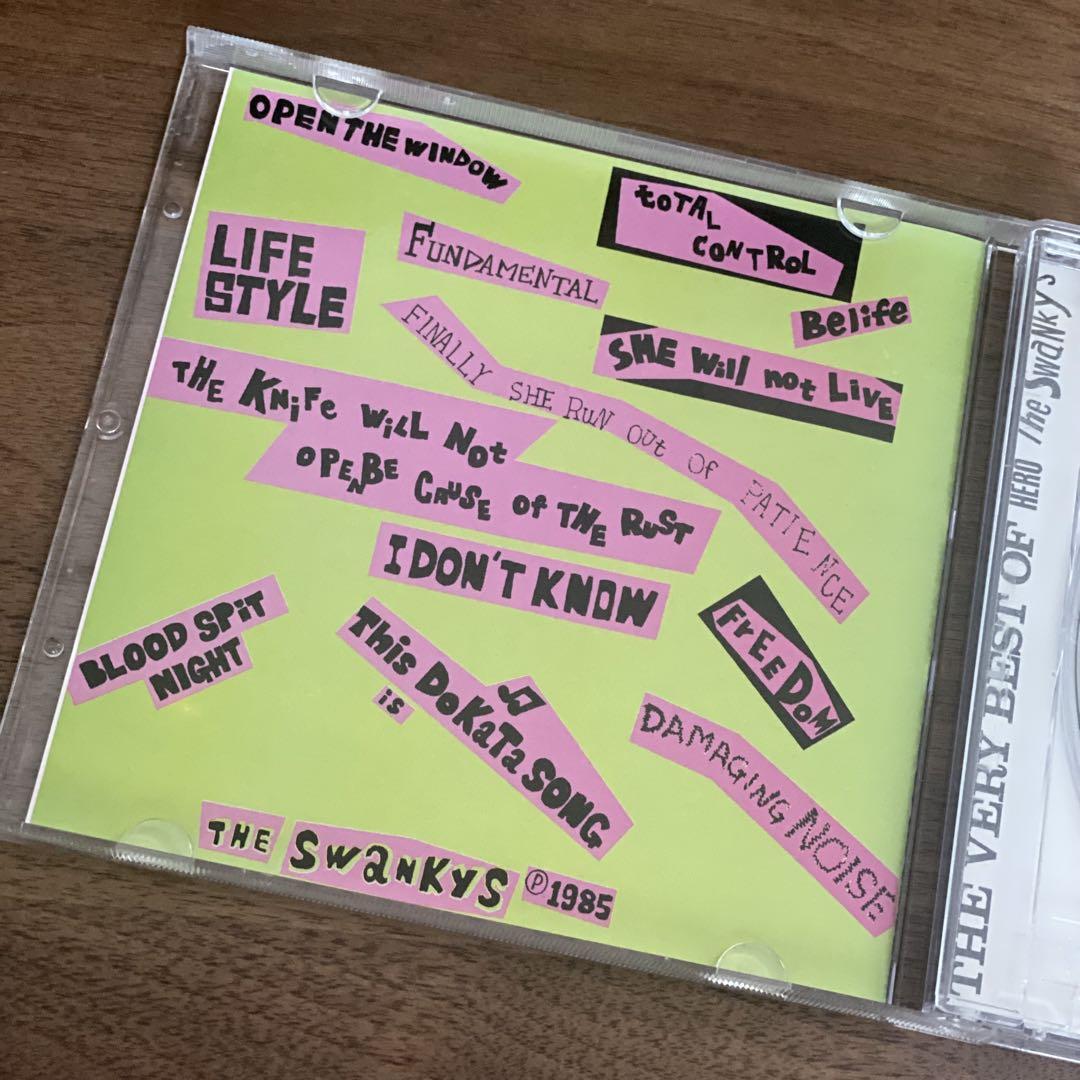 OPEN THE WINDOW
toTAL
CONTROL
LIFE
STYLE
FUNDAMENTAL
Belife
FINALLY SHE RUN OUt OF PATIENCE
SHE Will not LiVE
tHE KNiFe WiLL Not
OPENBE CAUSE Of THE RUST
I DON'T KNOW
FrEEDoM
BLOOD SPiT
NIGHT
This DoKaTa SONG
is
DAMAGING NOISE
THE SWaNKyS ℗1985
THE VERY BEST OF HERO The SWaNKyS